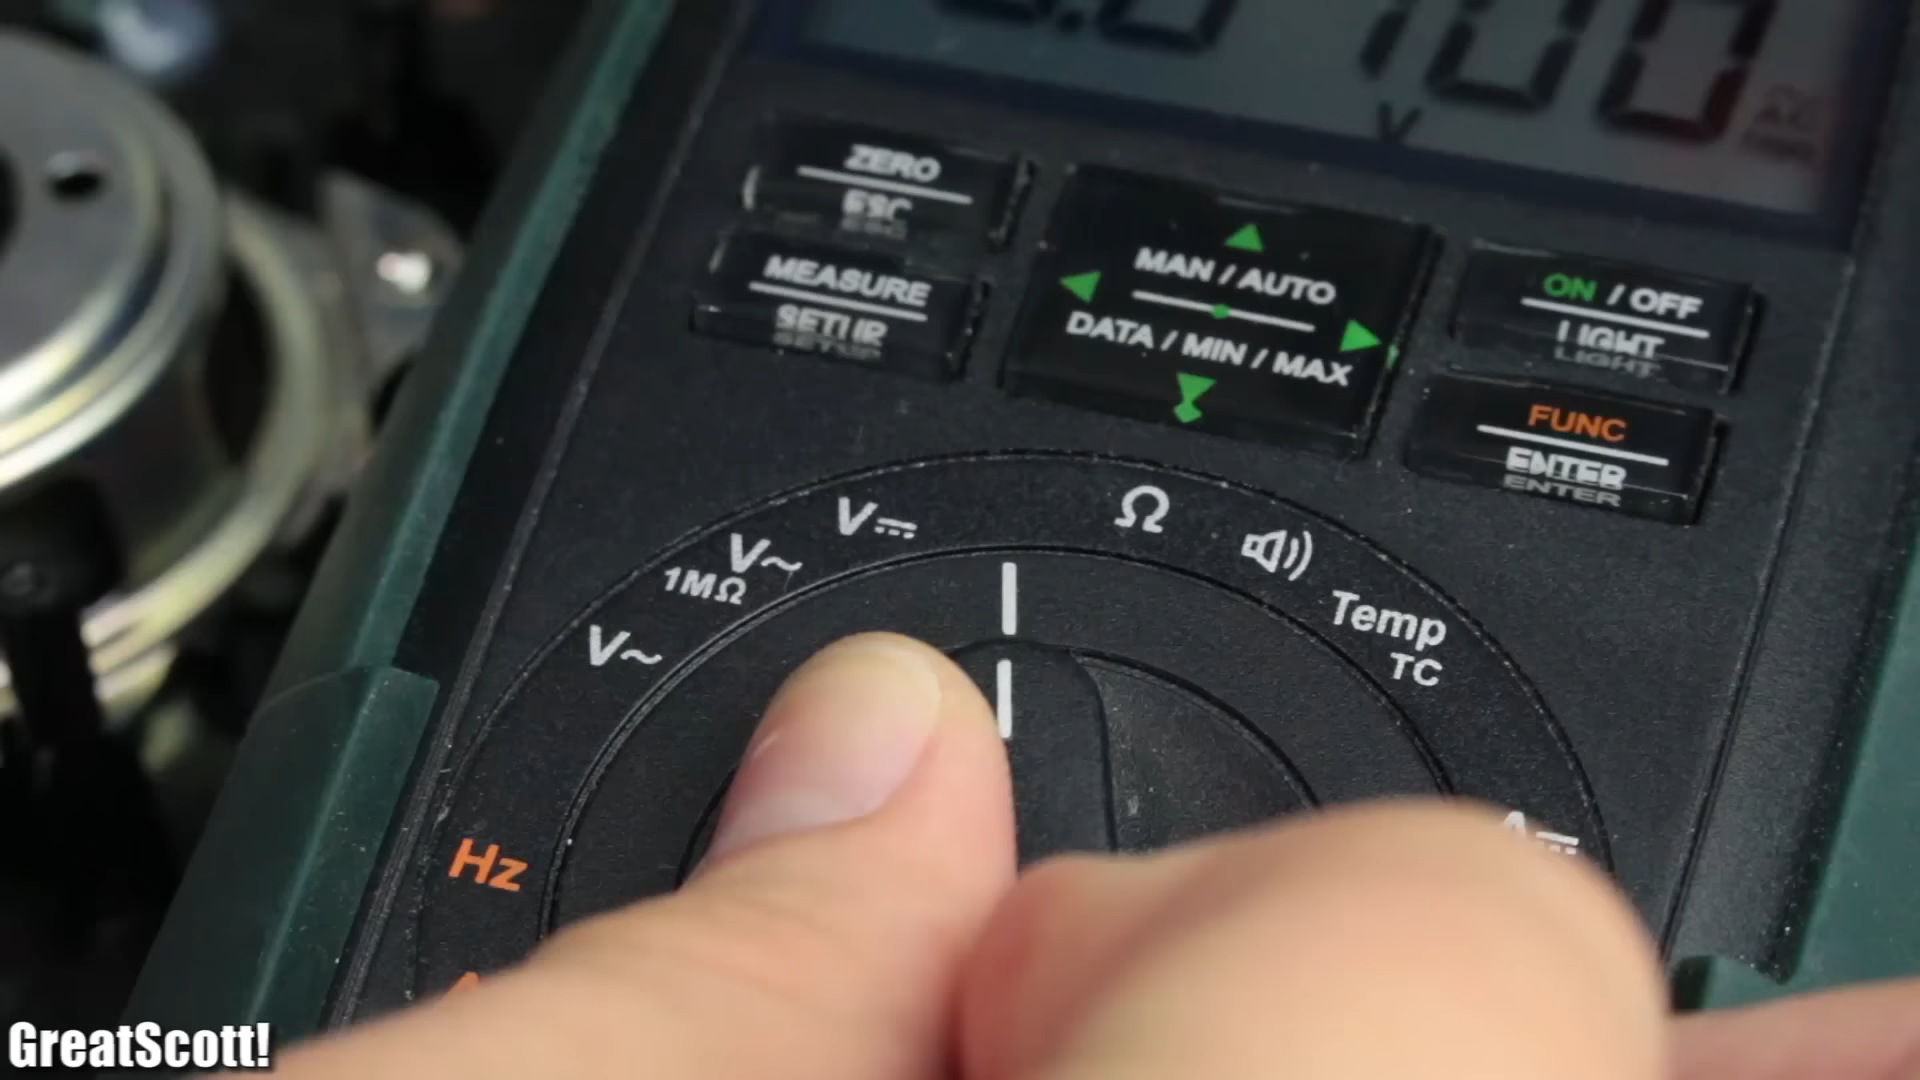 V
ZERO
ESC
MEASURE
SETUP
MAN / AUTO
DATA / MIN / MAX
ON / OFF
LIGHT
FUNC
ENTER
V
Ω
V~
1MΩ
Temp
TC
V~
Hz
GreatScott!